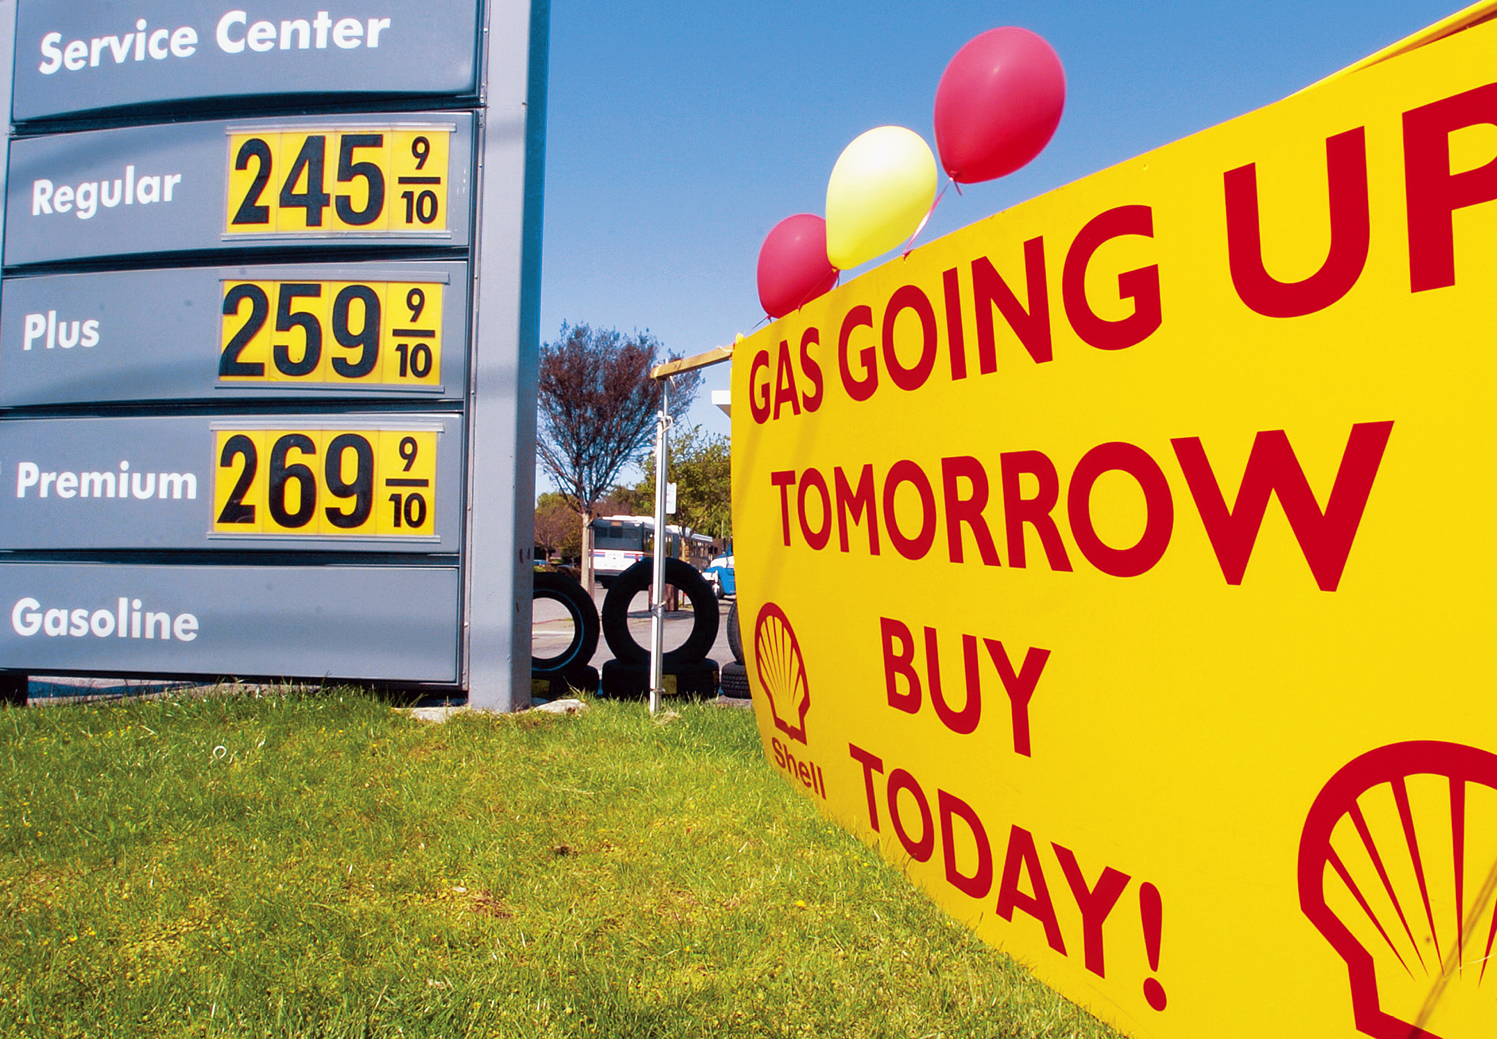 Service Center
Regular 245 9/10
Plus 259 9/10
Premium 269 9/10
Gasoline
GAS GOING UP
TOMORROW
BUY
TODAY!
Shell